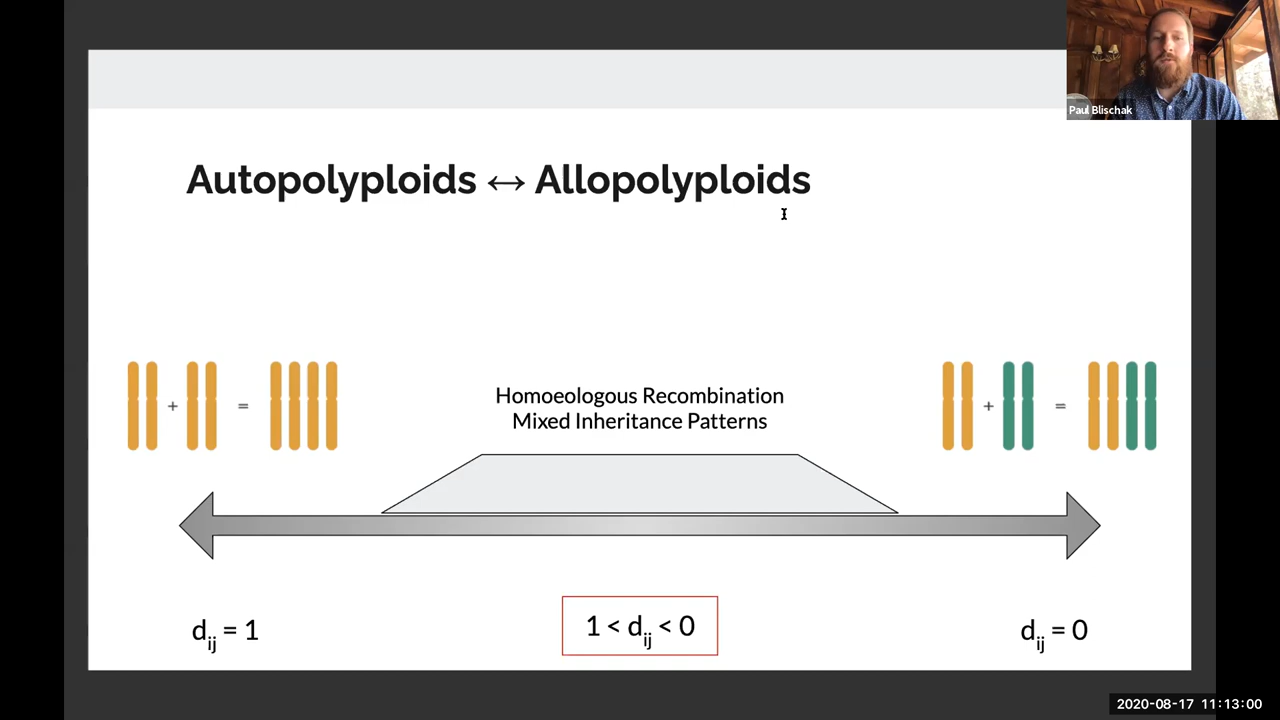 Paul Blischak
Autopolyploids ↔ Allopolyploids
+ =
Homoeologous Recombination
Mixed Inheritance Patterns
+ =
dij = 1
1 < dij < 0
dij = 0
2020-08-17 11:13:00